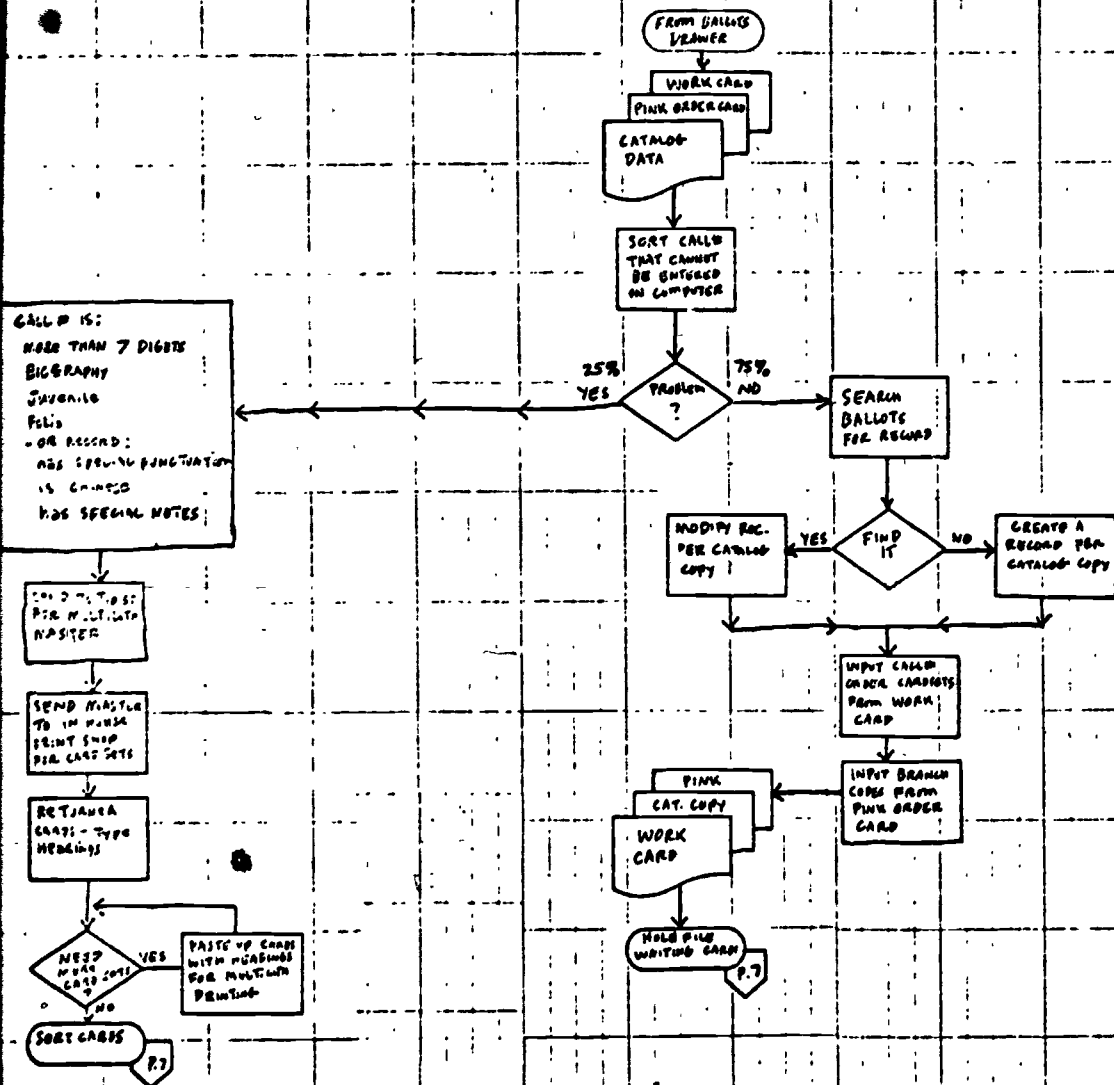 FROM BALLOTS
DRAWER
WORK CARD
PINK ORDER CARD
CATALOG
DATA
SORT CALL#
THAT CANNOT
BE ENTERED
ON COMPUTER
25%
YES
PROBLEM
?
75%
NO
CALL # IS:
MORE THAN 7 DIGITS
BIOGRAPHY
JUVENILE
- OR RECORD:
HAS SPECIAL PUNCTUATION
IS
HAS SPECIAL NOTES
SEARCH
BALLOTS
FOR RECORD
FIND
IT
YES
NO
MODIFY REC.
PER CATALOG
COPY
CREATE A
RECORD PER
CATALOG COPY
FOR MULTILITH
MASTER
SEND MASTER
TO IN HOUSE
PRINT SHOP
FOR CARD SETS
INPUT CALL#
ORDER CARDSETS
FROM WORK
CARD
INPUT BRANCH
CODES FROM
PINK ORDER
CARD
RETURNED
CARDS - TYPE
HEADINGS
PINK
CAT. COPY
WORK
CARD
NEED
MORE
CARD SETS
?
YES
NO
PASTE UP CARDS
WITH HEADINGS
FOR MULTILITH
PRINTING
HOLD FILE
WAITING CARDS
P.7
SORT CARDS
P.7